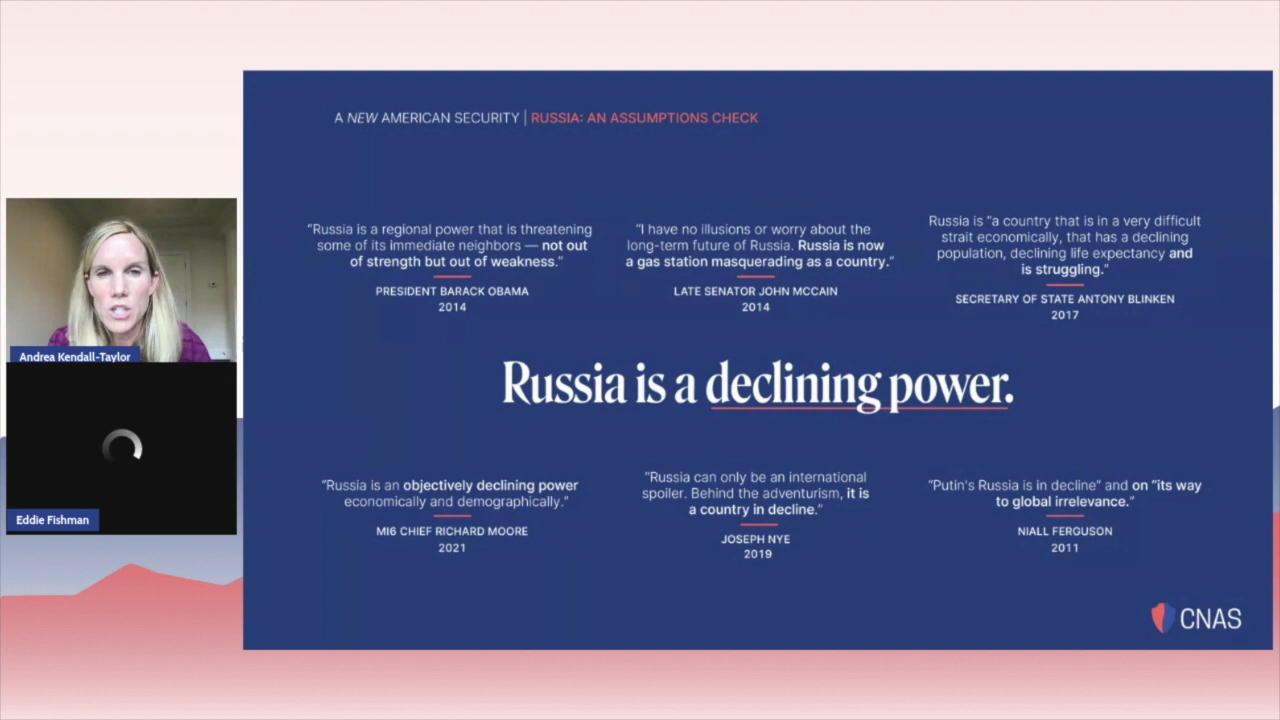 A NEW AMERICAN SECURITY | RUSSIA: AN ASSUMPTIONS CHECK
“Russia is a regional power that is threatening
some of its immediate neighbors — not out
of strength but out of weakness.”
PRESIDENT BARACK OBAMA
2014
“I have no illusions or worry about the
long-term future of Russia. Russia is now
a gas station masquerading as a country.”
LATE SENATOR JOHN MCCAIN
2014
Russia is “a country that is in a very difficult
strait economically, that has a declining
population, declining life expectancy and
is struggling.”
SECRETARY OF STATE ANTONY BLINKEN
2017
Andrea Kendall-Taylor
Russia is a declining power.
“Russia is an objectively declining power
economically and demographically.”
MI6 CHIEF RICHARD MOORE
2021
“Russia can only be an international
spoiler. Behind the adventurism, it is
a country in decline.”
JOSEPH NYE
2019
“Putin's Russia is in decline” and on “its way
to global irrelevance.”
NIALL FERGUSON
2011
Eddie Fishman
CNAS